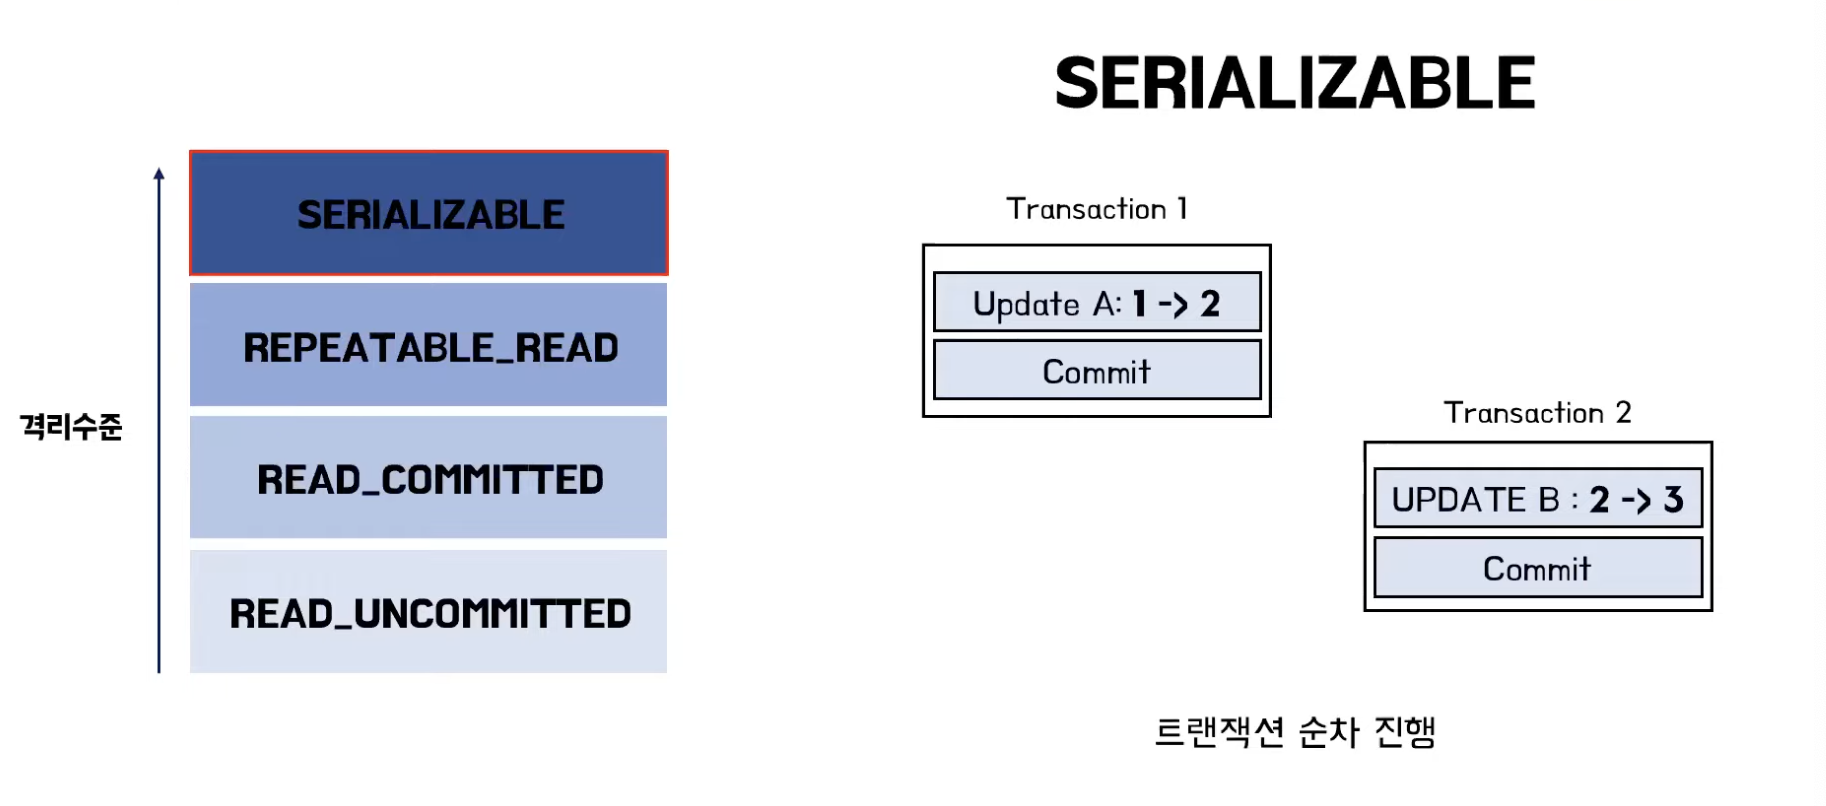 SERIALIZABLE
격리수준
SERIALIZABLE
REPEATABLE_READ
READ_COMMITTED
READ_UNCOMMITTED
Transaction 1
Update A: 1 -> 2
Commit
Transaction 2
UPDATE B : 2 -> 3
Commit
트랜잭션 순차 진행